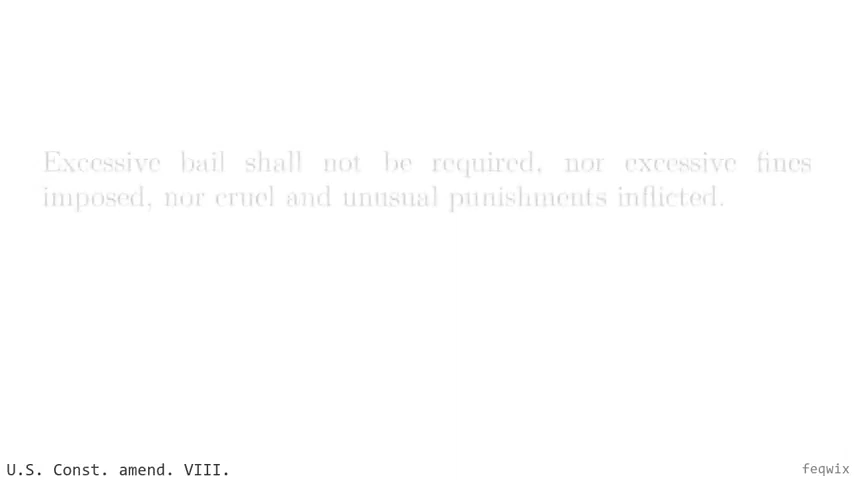 Excessive bail shall not be required, nor excessive fines
imposed, nor cruel and unusual punishments inflicted.
U.S. Const. amend. VIII.
feqwix